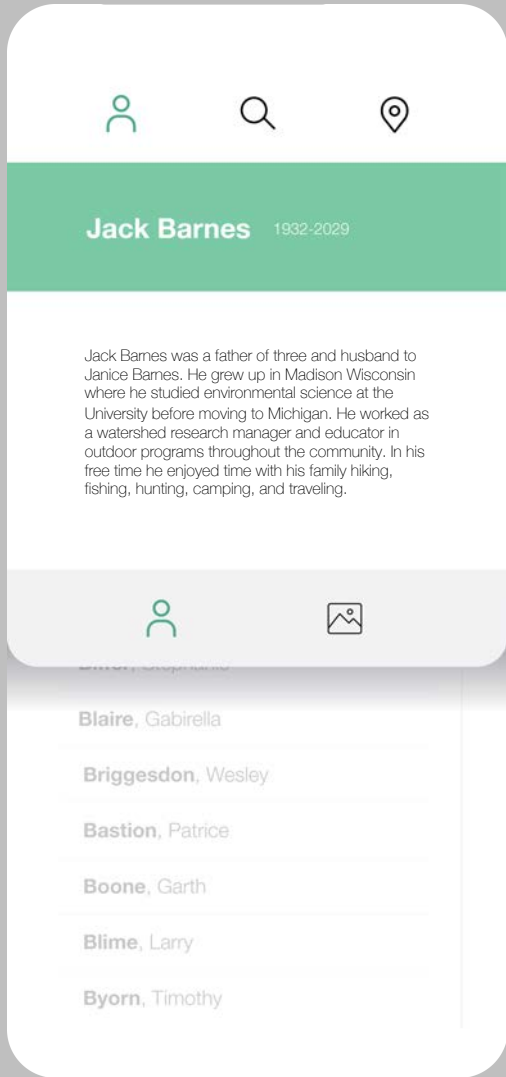 Jack Barnes 1932-2029
Jack Barnes was a father of three and husband to
Janice Barnes. He grew up in Madison Wisconsin
where he studied environmental science at the
University before moving to Michigan. He worked as
a watershed research manager and educator in
outdoor programs throughout the community. In his
free time he enjoyed time with his family hiking,
fishing, hunting, camping, and traveling.
Blaire, Gabirella
Briggesdon, Wesley
Bastion, Patrice
Boone, Garth
Blime, Larry
Byorn, Timothy